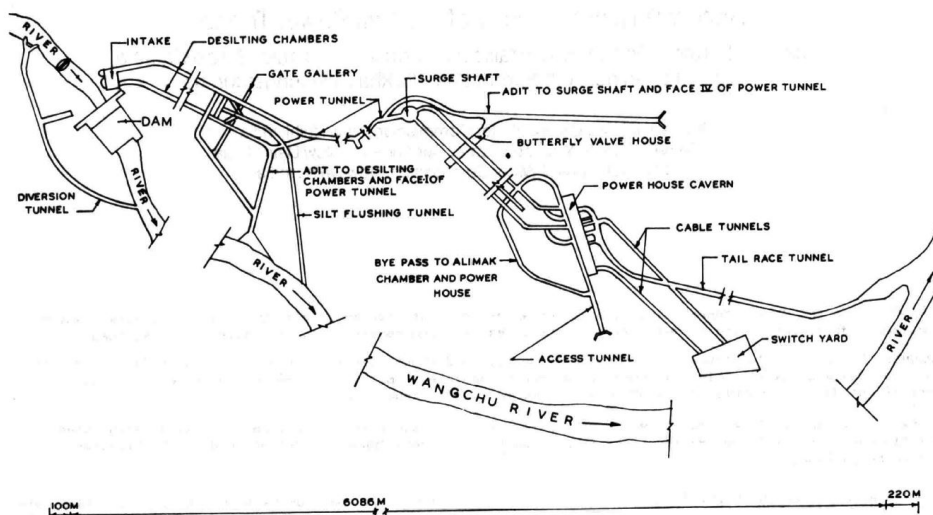 RIVER
INTAKE
DESILTING CHAMBERS
GATE GALLERY
POWER TUNNEL
SURGE SHAFT
ADIT TO SURGE SHAFT AND FACE IV OF POWER TUNNEL
BUTTERFLY VALVE HOUSE
DAM
RIVER
DIVERSION
TUNNEL
ADIT TO DESILTING
CHAMBERS AND FACE-I OF
POWER TUNNEL
SILT FLUSHING TUNNEL
RIVER
POWER HOUSE CAVERN
CABLE TUNNELS
BYE PASS TO ALIMAK
CHAMBER AND POWER
HOUSE
TAIL RACE TUNNEL
SWITCH YARD
RIVER
ACCESS TUNNEL
WANGCHU RIVER
100M
6086M
220M